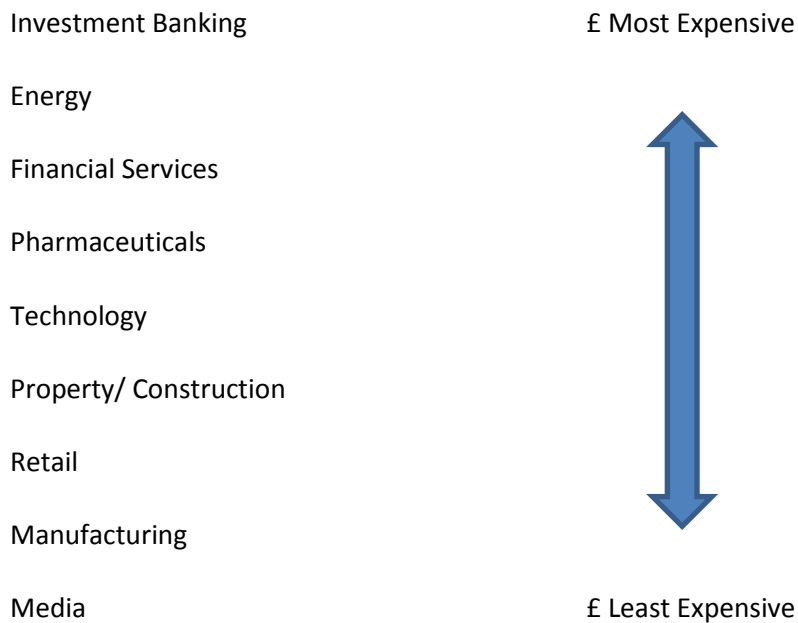 Investment Banking £ Most Expensive
Energy
Financial Services
Pharmaceuticals
Technology
Property/ Construction
Retail
Manufacturing
Media £ Least Expensive